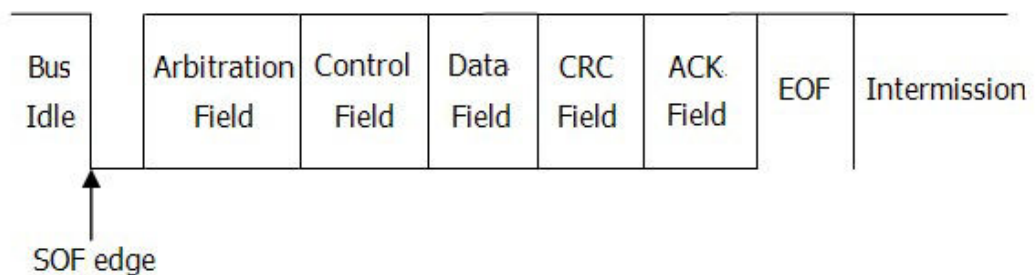 Bus Idle
Arbitration Field
Control Field
Data Field
CRC Field
ACK Field
EOF
Intermission
SOF edge